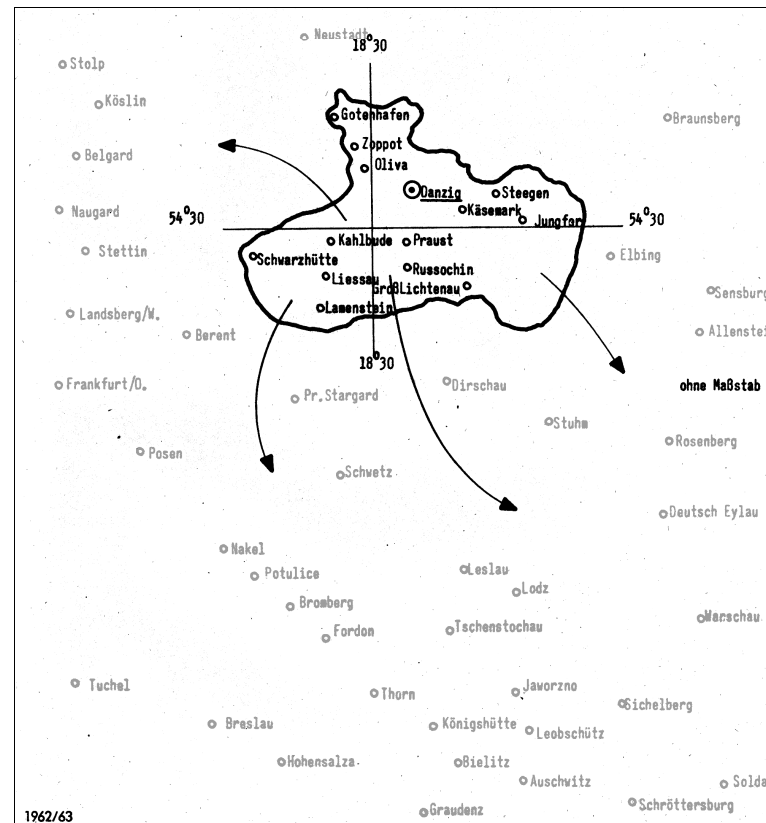 Neustadt
18°30
Stolp
Köslin
Gotenhafen
Braunsberg
Zoppot
Belgard
Oliva
Danzig
Steegen
Naugard
Käsemark
54°30
Jungfer
54°30
Kahlbude
Praust
Stettin
Elbing
Schwarzhütte
Russochin
Liessau
GroßLichtenau
Sensburg
Lamenstein
Landsberg/W.
Berent
Allenstei
18°30
Frankfurt/O.
Dirschau
ohne Maßstab
Pr.Stargard
Stuhm
Posen
Rosenberg
Schwetz
Deutsch Eylau
Nakel
Potulice
Leslau
Lodz
Bromberg
Warschau
Fordon
Tschenstochau
Tuchel
Thorn
Jaworzno
Sichelberg
Breslau
Königshütte
Leobschütz
Hohensalza
Bielitz
Auschwitz
Solda
Schröttersburg
Graudenz
1962/63